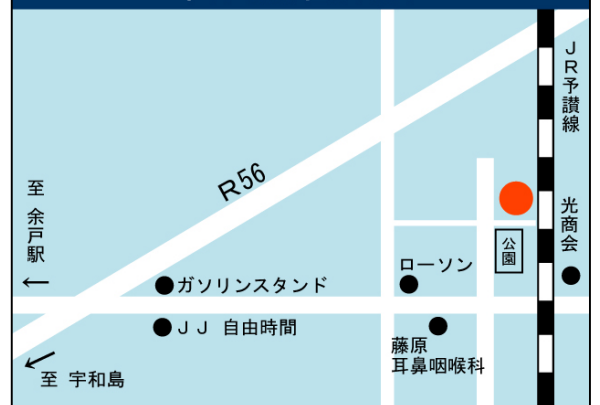 JR予讃線
R56
至 余戸駅
←
光商会
公園
ローソン
ガソリンスタンド
JJ 自由時間
藤原
耳鼻咽喉科
至 宇和島